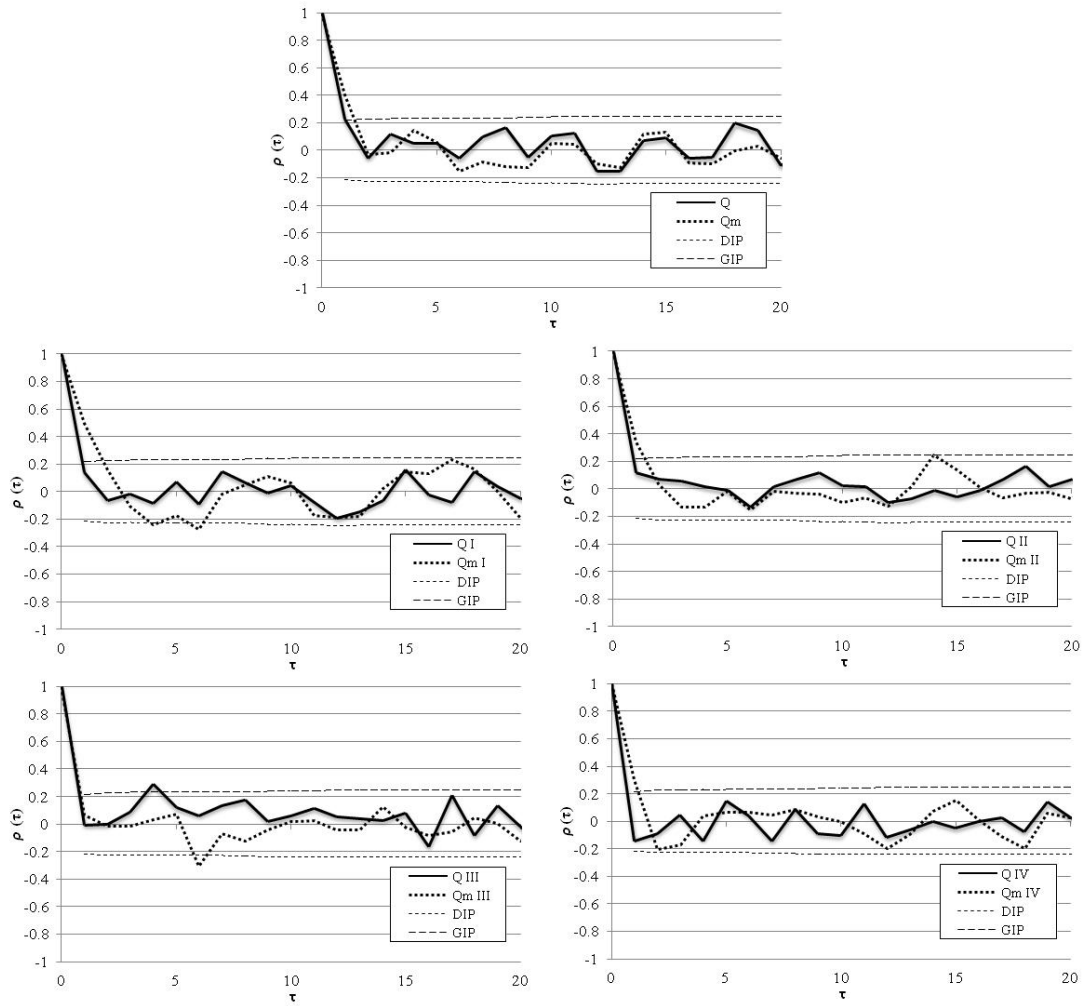 1
0.8
0.6
0.4
0.2
0
-0.2
-0.4
-0.6
-0.8
-1
ρ (τ)
0 5 10 15 20
τ
Q
Qm
DIP
GIP
1
0.8
0.6
0.4
0.2
0
-0.2
-0.4
-0.6
-0.8
-1
ρ (τ)
0 5 10 15 20
τ
Q I
Qm I
DIP
GIP
1
0.8
0.6
0.4
0.2
0
-0.2
-0.4
-0.6
-0.8
-1
ρ (τ)
0 5 10 15 20
τ
Q II
Qm II
DIP
GIP
1
0.8
0.6
0.4
0.2
0
-0.2
-0.4
-0.6
-0.8
-1
ρ (τ)
0 5 10 15 20
τ
Q III
Qm III
DIP
GIP
1
0.8
0.6
0.4
0.2
0
-0.2
-0.4
-0.6
-0.8
-1
ρ (τ)
0 5 10 15 20
τ
Q IV
Qm IV
DIP
GIP